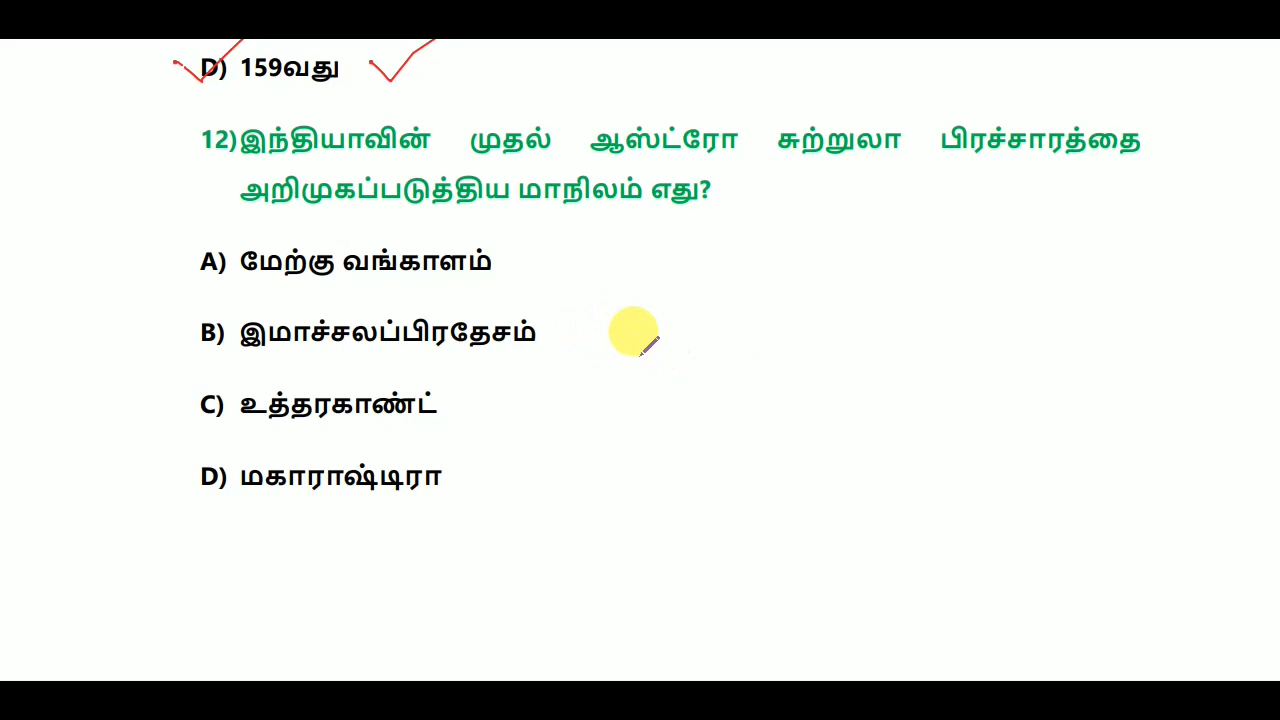 D) 159வது
12)இந்தியாவின் முதல் ஆஸ்ட்ரோ சுற்றுலா பிரச்சாரத்தை
அறிமுகப்படுத்திய மாநிலம் எது?
A) மேற்கு வங்காளம்
B) இமாச்சலப்பிரதேசம்
C) உத்தரகாண்ட்
D) மகாராஷ்டிரா